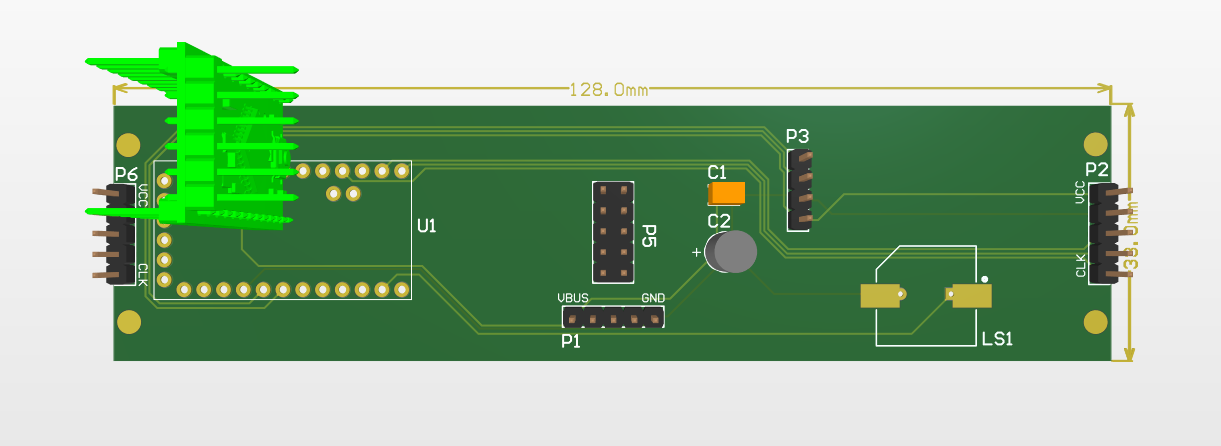 128.0mm
P3
P6
C1
P2
VCC
VCC
C2
U1
P5
+
33.0mm
CLK
CLK
VBUS
GND
P1
LS1